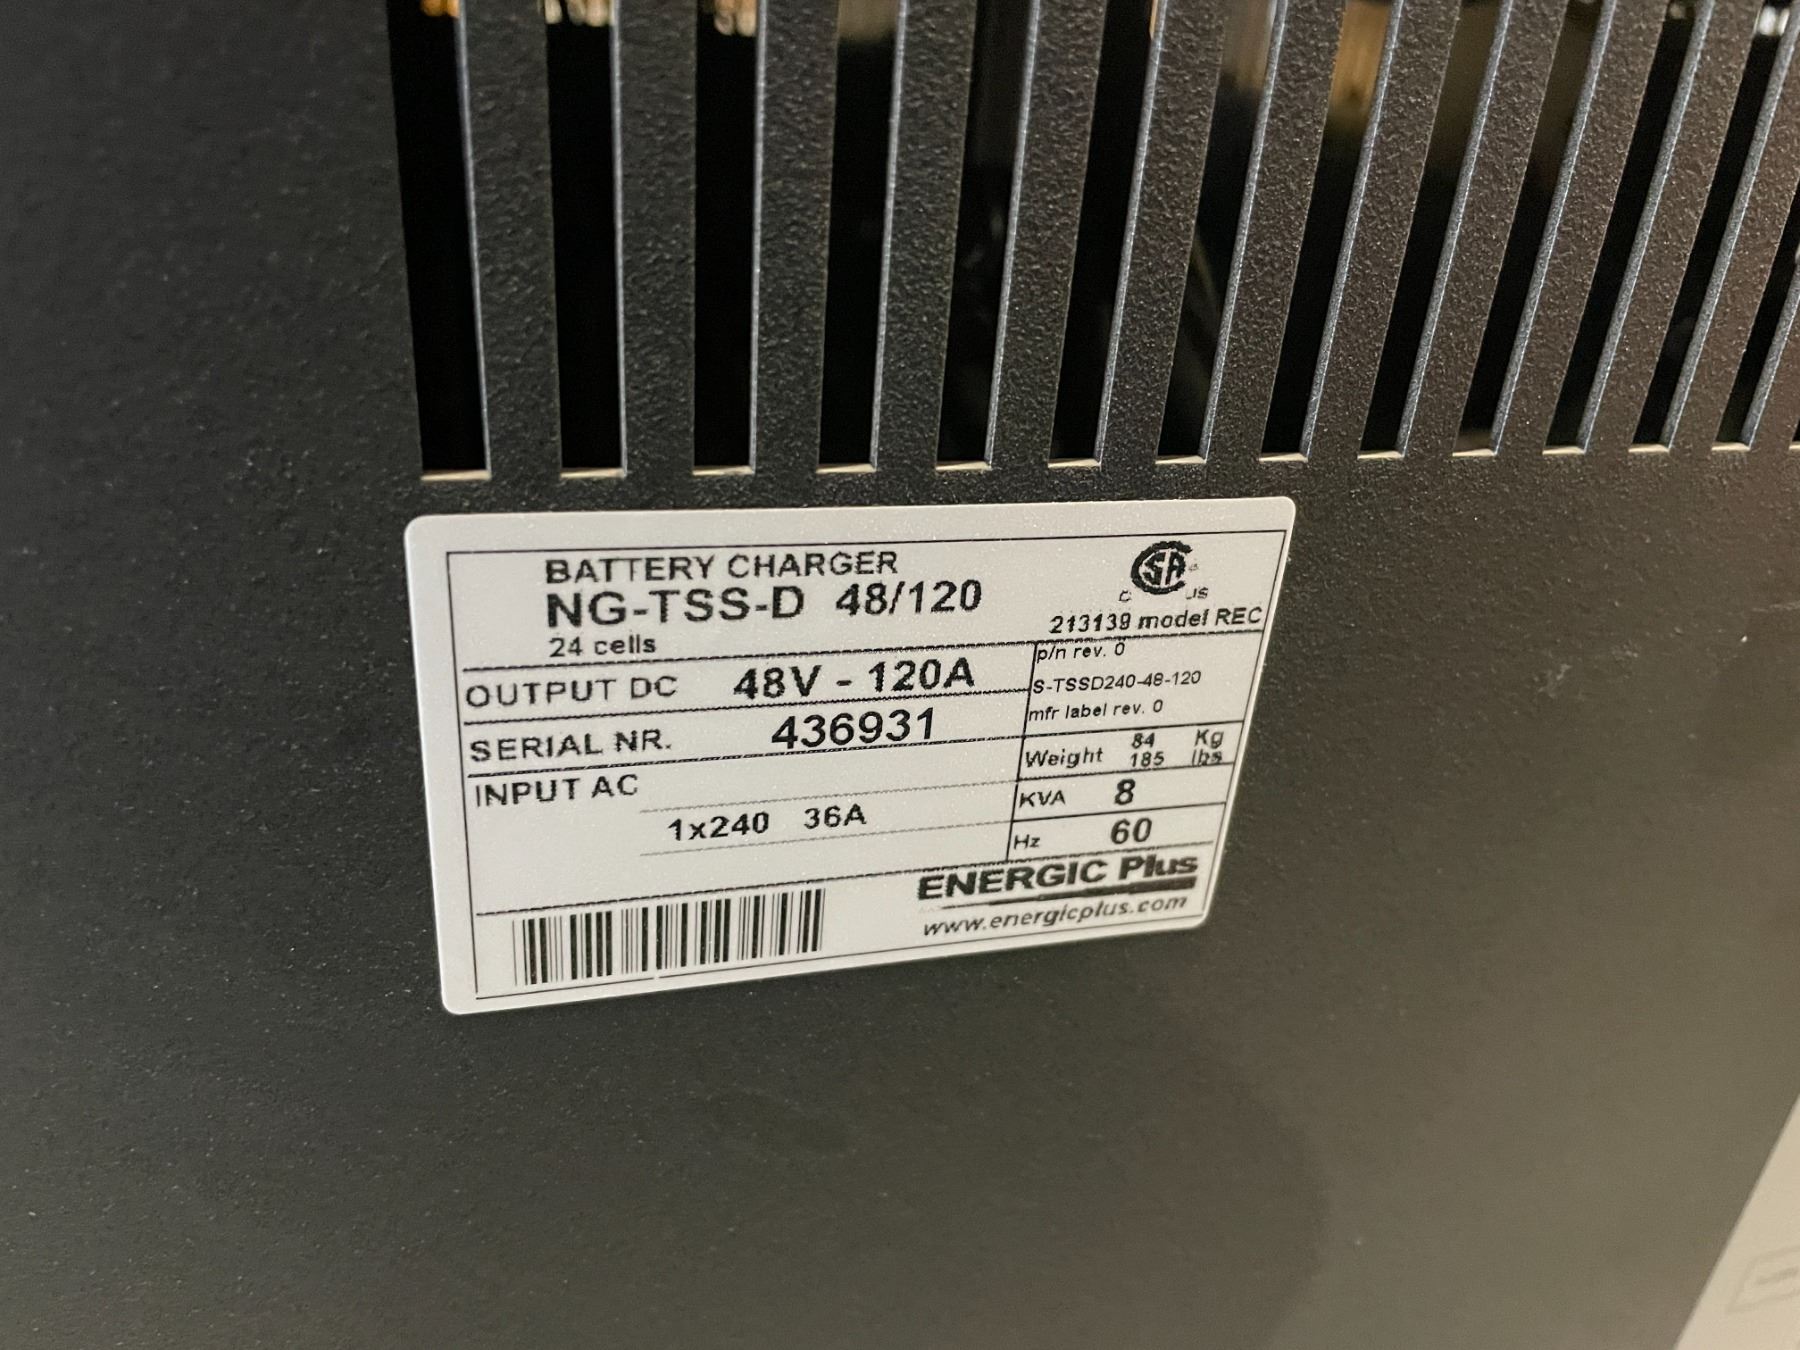 BATTERY CHARGER
NG-TSS-D 48/120
24 cells
CSA
C US
213139 model REC
OUTPUT DC 48V - 120A
p/n rev. 0
S-TSSD240-48-120
mfr label rev. 0
SERIAL NR. 436931
Weight 84 Kg
185 lbs
INPUT AC
1x240 36A
KVA 8
Hz 60
ENERGIC Plus
www.energicplus.com